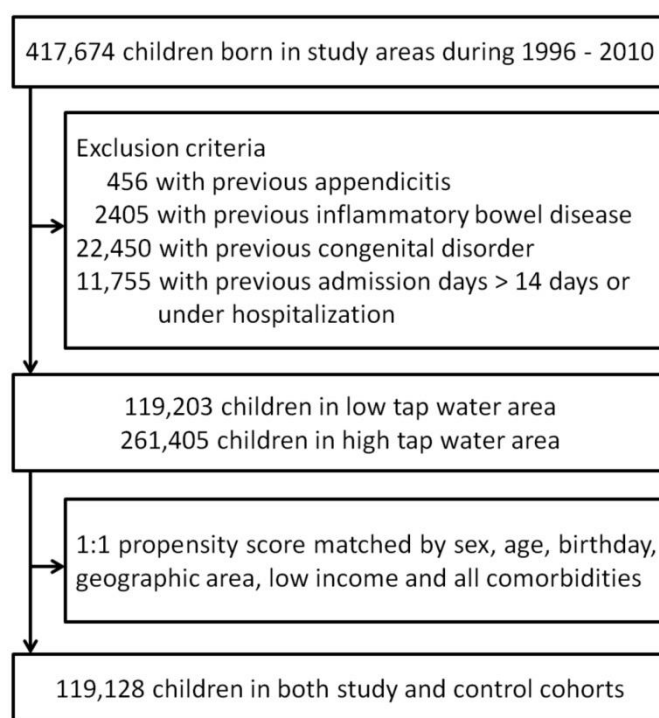 417,674 children born in study areas during 1996 - 2010
Exclusion criteria
456 with previous appendicitis
2405 with previous inflammatory bowel disease
22,450 with previous congenital disorder
11,755 with previous admission days > 14 days or
under hospitalization
119,203 children in low tap water area
261,405 children in high tap water area
1:1 propensity score matched by sex, age, birthday,
geographic area, low income and all comorbidities
119,128 children in both study and control cohorts